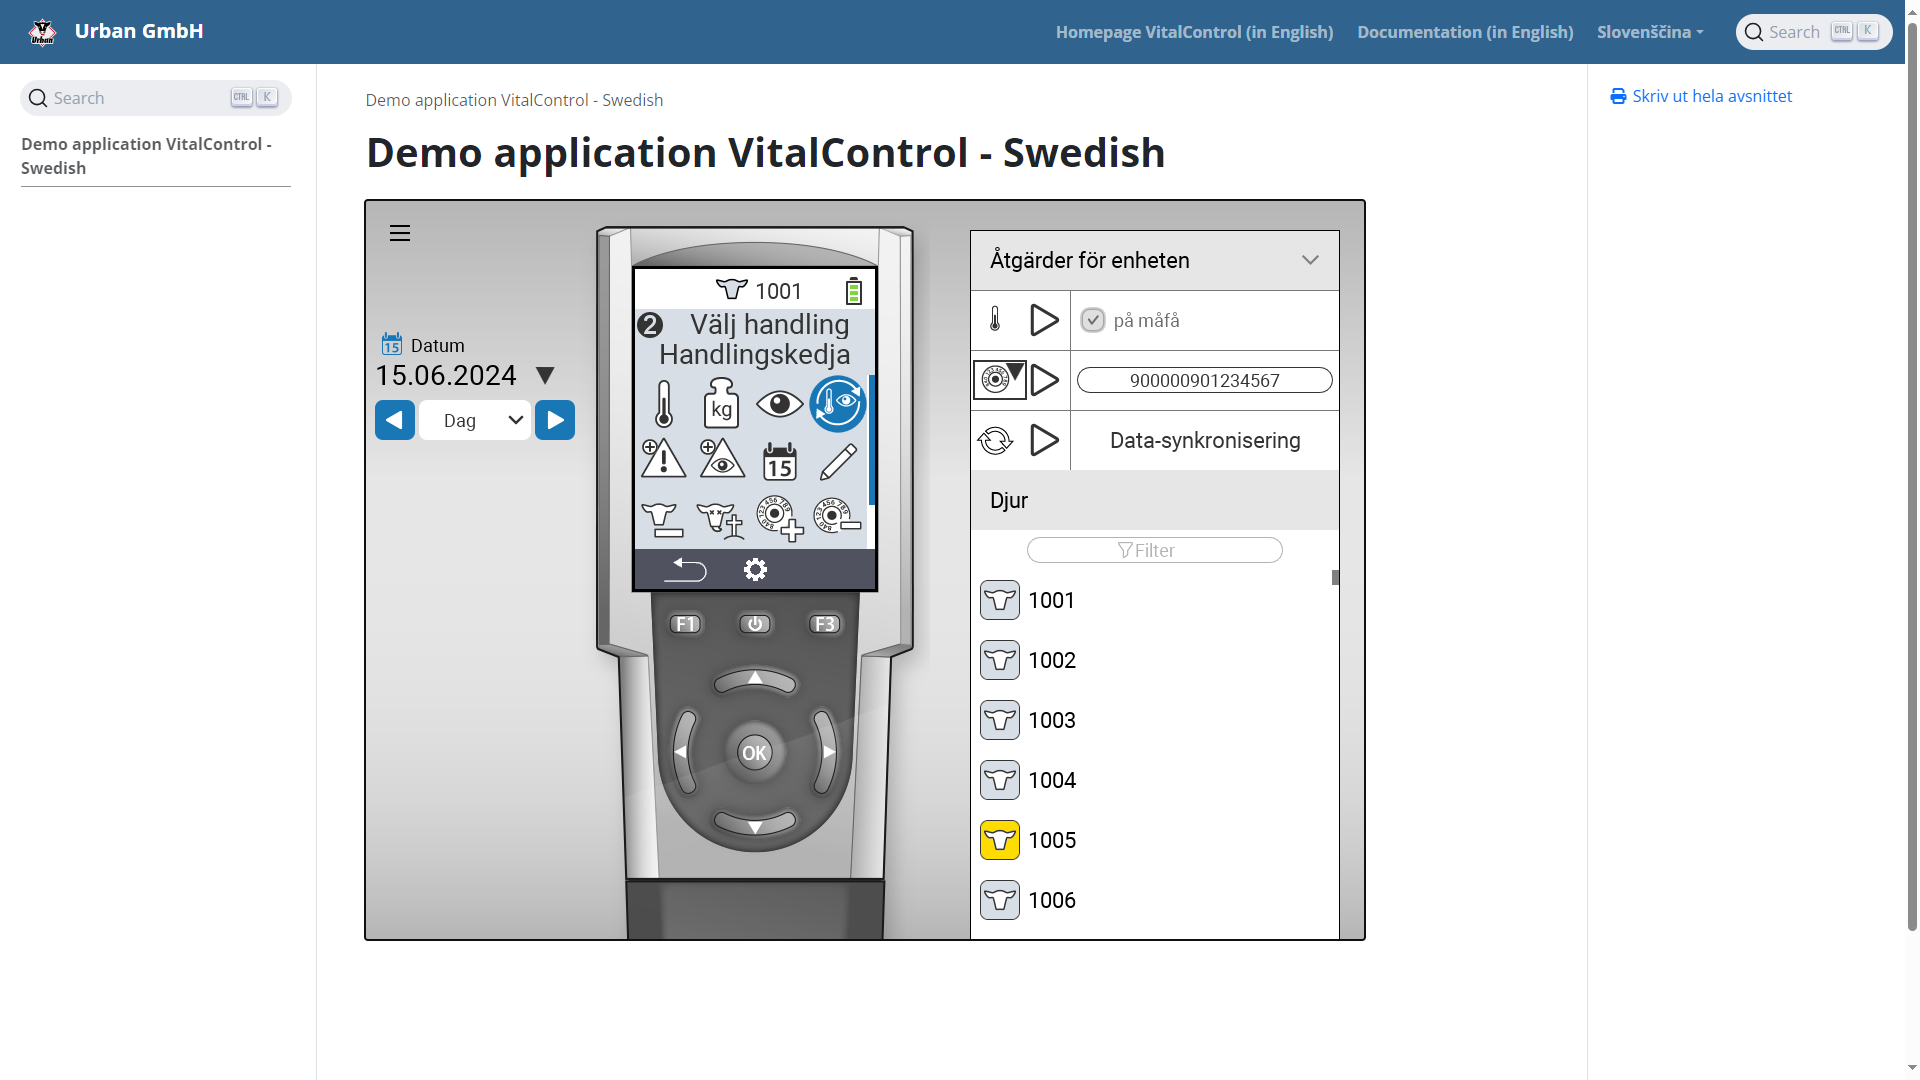 Urban GmbH
Homepage VitalControl (in English)
Documentation (in English)
Slovenščina
Search
CTRL
K
Search
CTRL
K
Demo application VitalControl -
Swedish
Demo application VitalControl - Swedish
Demo application VitalControl - Swedish
Skriv ut hela avsnittet
15
Datum
15.06.2024
Dag
1001
2 Välj handling
Handlingskedja
kg
15
F1
F3
OK
Åtgärder för enheten
på måfå
900000901234567
Data-synkronisering
Djur
Filter
1001
1002
1003
1004
1005
1006